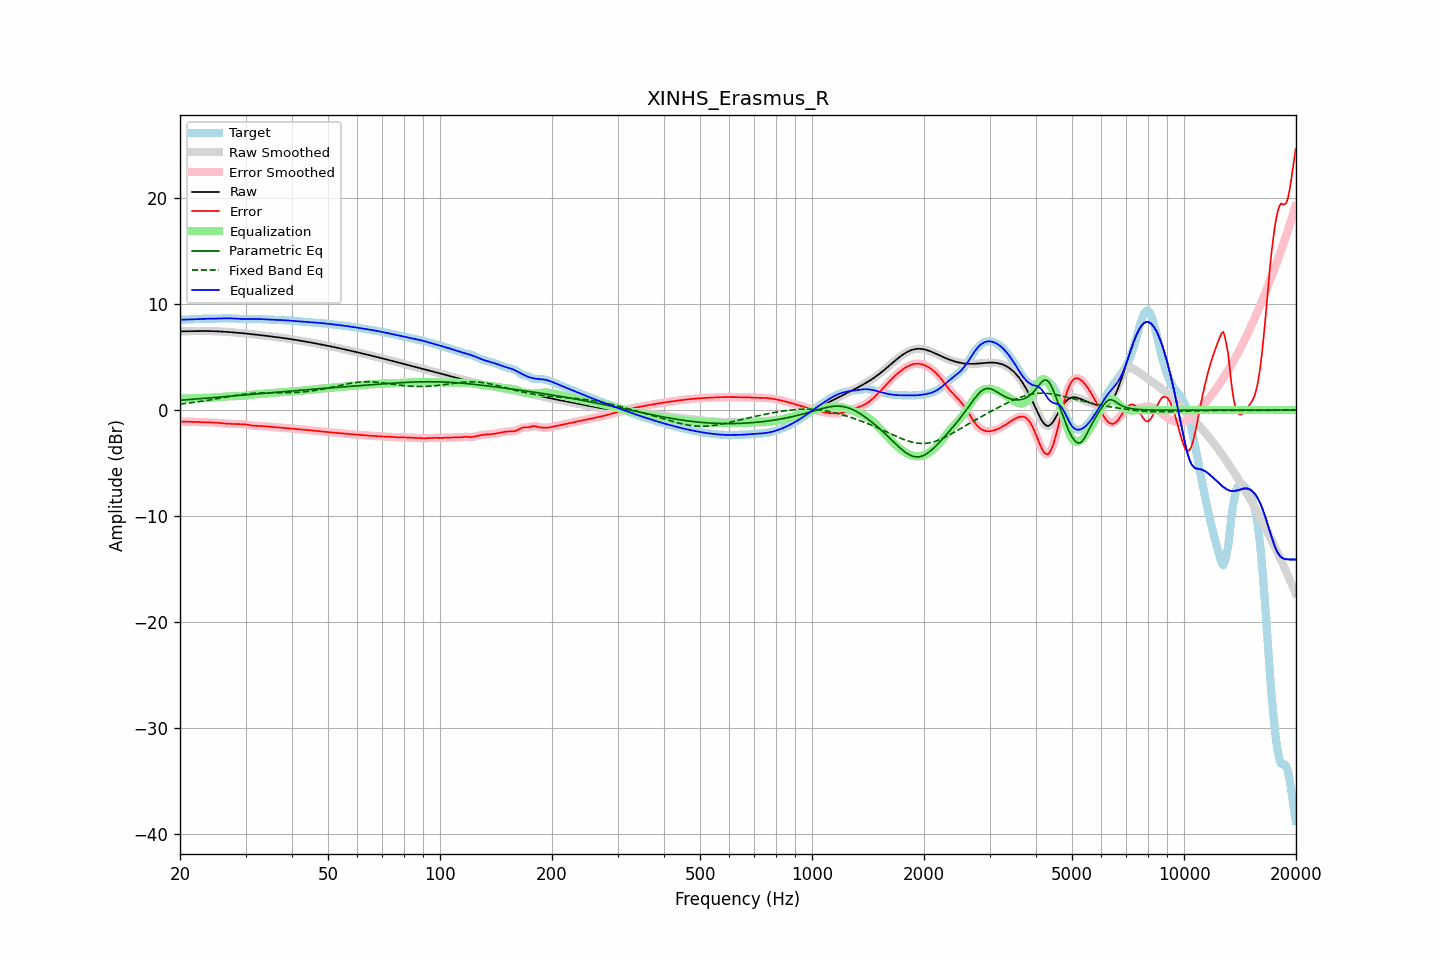 XINHS_Erasmus_R
Target
Raw Smoothed
Error Smoothed
Raw
Error
Equalization
Parametric Eq
Fixed Band Eq
Equalized
20
10
0
−10
−20
−30
−40
Amplitude (dBr)
20
50
100
200
500
1000
2000
5000
10000
20000
Frequency (Hz)